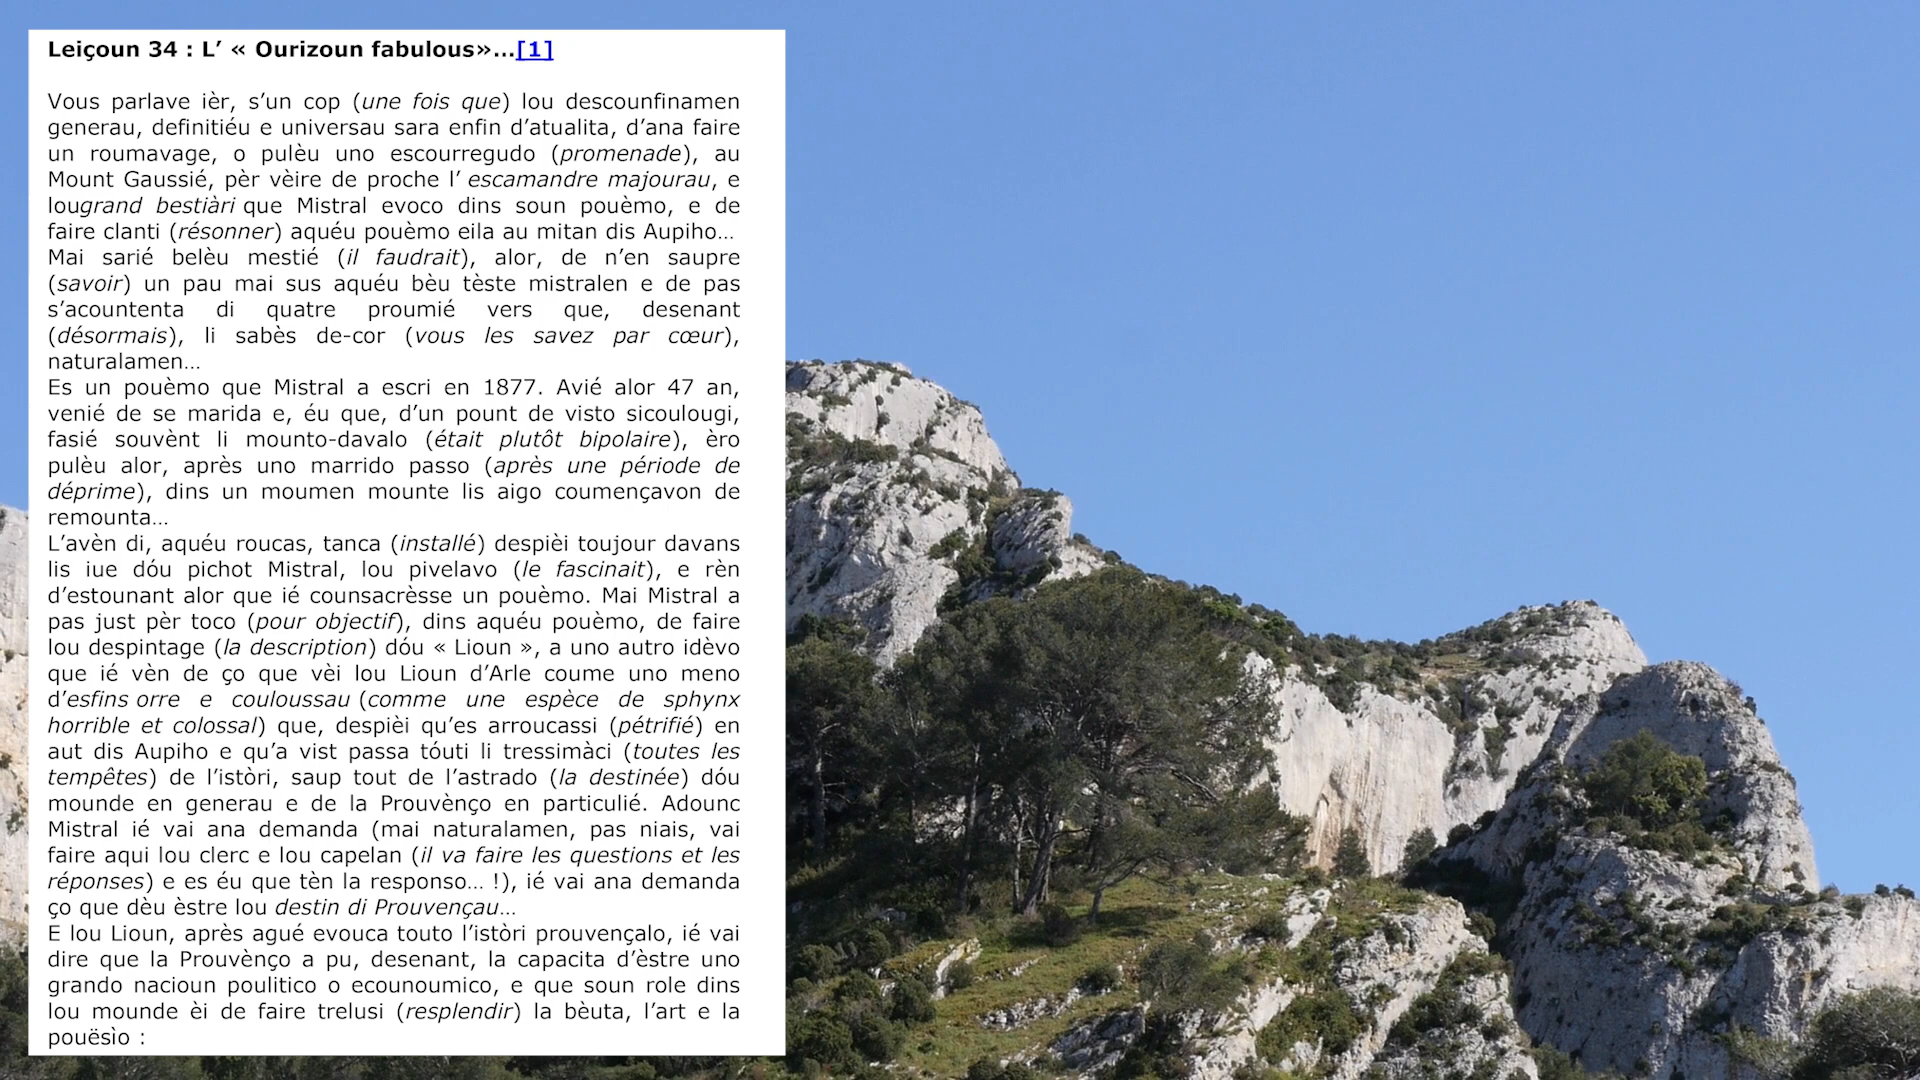 Leiçoun 34 : L’ « Ourizoun fabulous»...[1]
Vous parlave ièr, s’un cop (une fois que) lou descounfinamen
generau, definitiéu e universau sara enfin d’atualita, d’ana faire
un roumavage, o pulèu uno escourregudo (promenade), au
Mount Gaussié, pèr vèire de proche l’ escamandre majourau, e
lougrand bestiàri que Mistral evoco dins soun pouèmo, e de
faire clanti (résonner) aquéu pouèmo eila au mitan dis Aupiho…
Mai sarié belèu mestié (il faudrait), alor, de n’en saupre
(savoir) un pau mai sus aquéu bèu tèste mistralen e de pas
s’acountenta di quatre proumié vers que, desenant
(désormais), li sabès de-cor (vous les savez par cœur),
naturalamen…
Es un pouèmo que Mistral a escri en 1877. Avié alor 47 an,
venié de se marida e, éu que, d’un pount de visto sicoulougi,
fasié souvènt li mounto-davalo (était plutôt bipolaire), èro
pulèu alor, après uno marrido passo (après une période de
déprime), dins un moumen mounte lis aigo coumençavon de
remounta…
L’avèn di, aquéu roucas, tanca (installé) despièi toujour davans
lis iue dóu pichot Mistral, lou pivelavo (le fascinait), e rèn
d’estounant alor que ié counsacrèsse un pouèmo. Mai Mistral a
pas just pèr toco (pour objectif), dins aquéu pouèmo, de faire
lou despintage (la description) dóu « Lioun », a uno autro idèvo
que ié vèn de ço que vèi lou Lioun d’Arle coume uno meno
d’esfins orre e couloussau (comme une espèce de sphynx
horrible et colossal) que, despièi qu’es arroucassi (pétrifié) en
aut dis Aupiho e qu’a vist passa tóuti li tressimàci (toutes les
tempêtes) de l’istòri, saup tout de l’astrado (la destinée) dóu
mounde en generau e de la Prouvènço en particulié. Adounc
Mistral ié vai ana demanda (mai naturalamen, pas niais, vai
faire aqui lou clerc e lou capelan (il va faire les questions et les
réponses) e es éu que tèn la responso… !), ié vai ana demanda
ço que dèu èstre lou destin di Prouvençau…
E lou Lioun, après agué evouca touto l’istòri prouvençalo, ié vai
dire que la Prouvènço a pu, desenant, la capacita d’èstre uno
grando nacioun poulitico o ecounoumico, e que soun role dins
lou mounde èi de faire trelusi (resplendir) la bèuta, l’art e la
pouësìo :